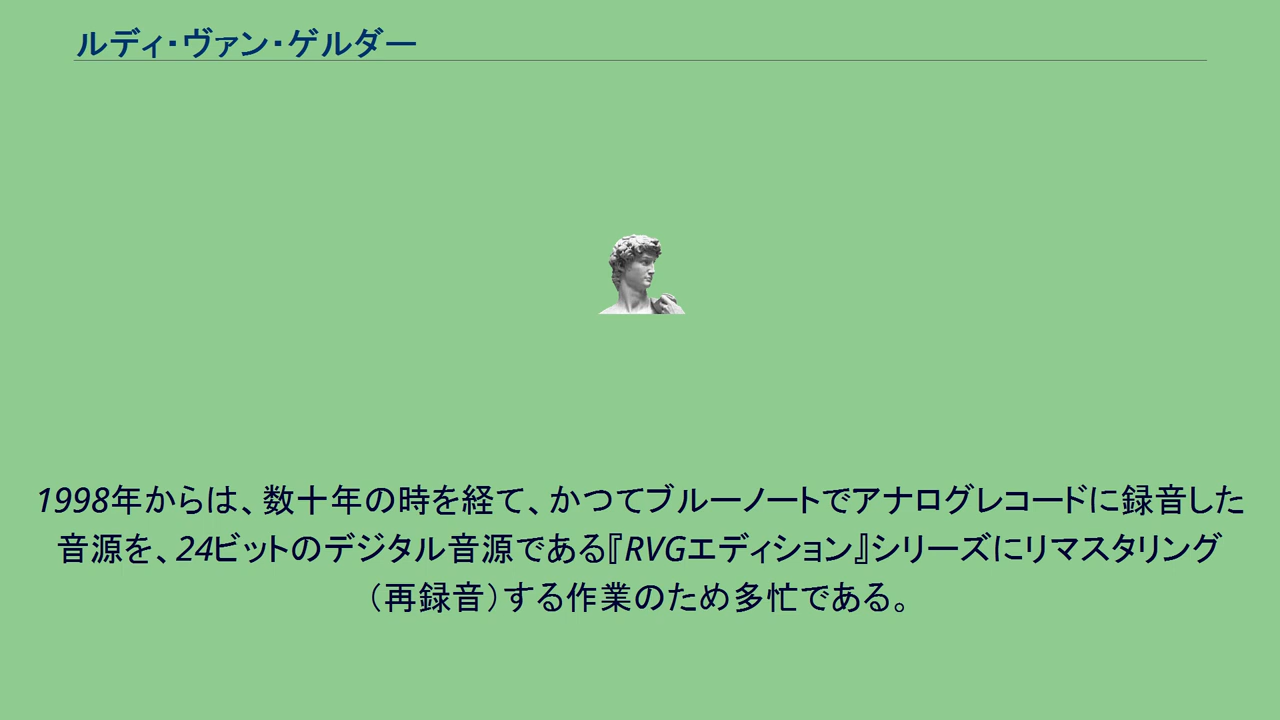 ルディ・ヴァン・ゲルダー
1998年からは、数十年の時を経て、かつてブルーノートでアナログレコードに録音した
音源を、24ビットのデジタル音源である『RVGエディション』シリーズにリマスタリング
（再録音）する作業のため多忙である。